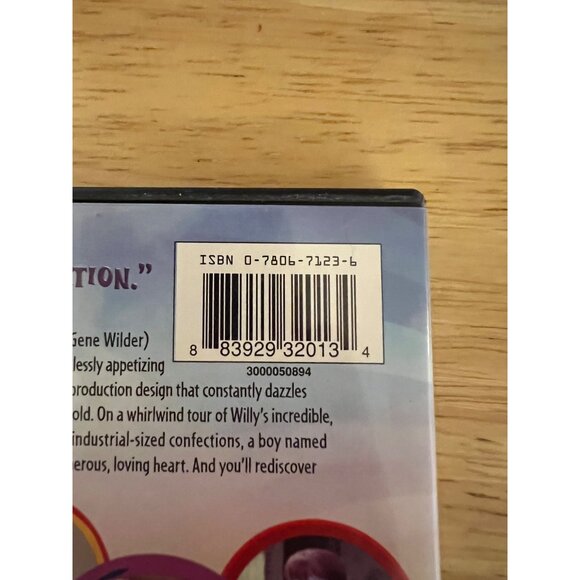 ISBN 0-7806-7123-6
TION."
8 83929 32013 4
3000050894
Gene Wilder)
lessly appetizing
production design that constantly dazzles
old. On a whirlwind tour of Willy's incredible,
industrial-sized confections, a boy named
erous, loving heart. And you'll rediscover